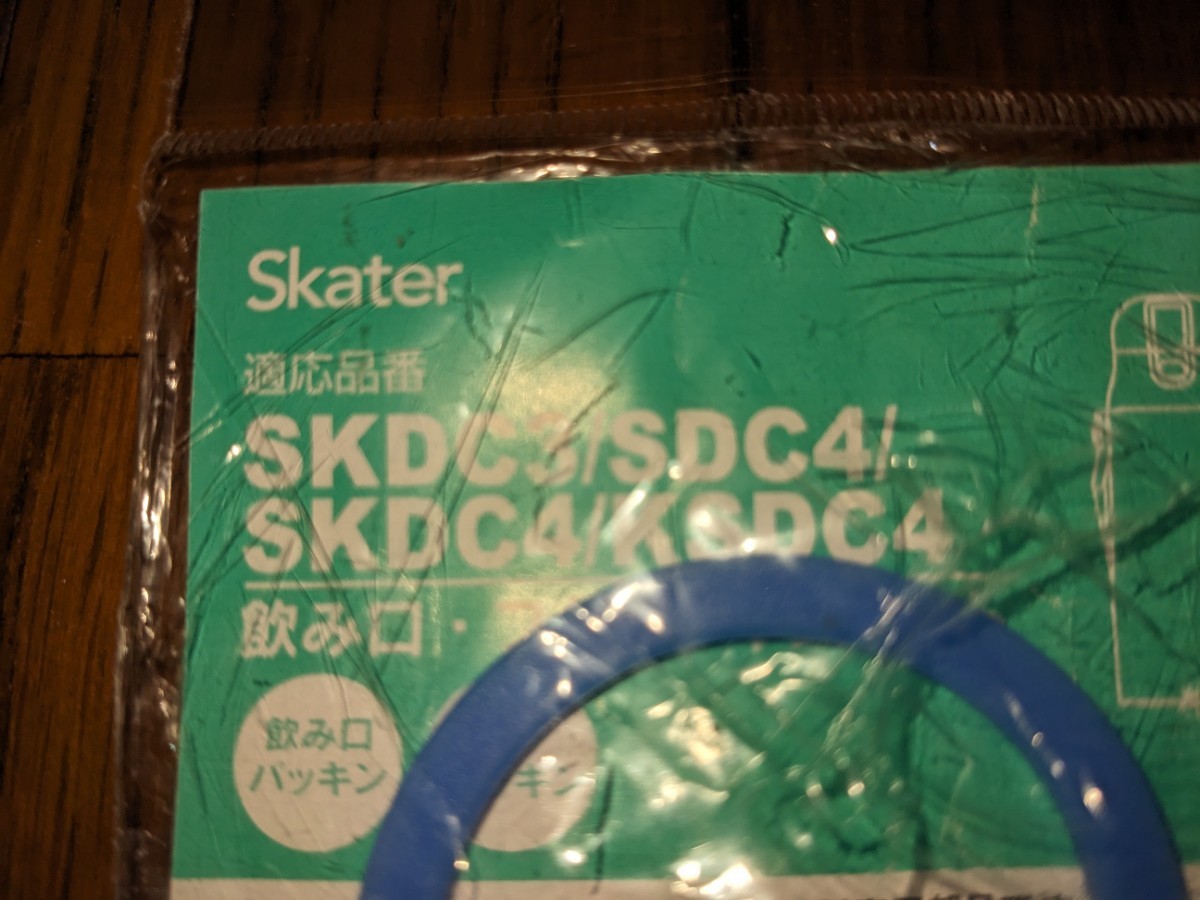 Skater
適応品番
SKDC3/SDC4/
SKDC4/KSDC4
飲み口・
飲み口
パッキン
キン